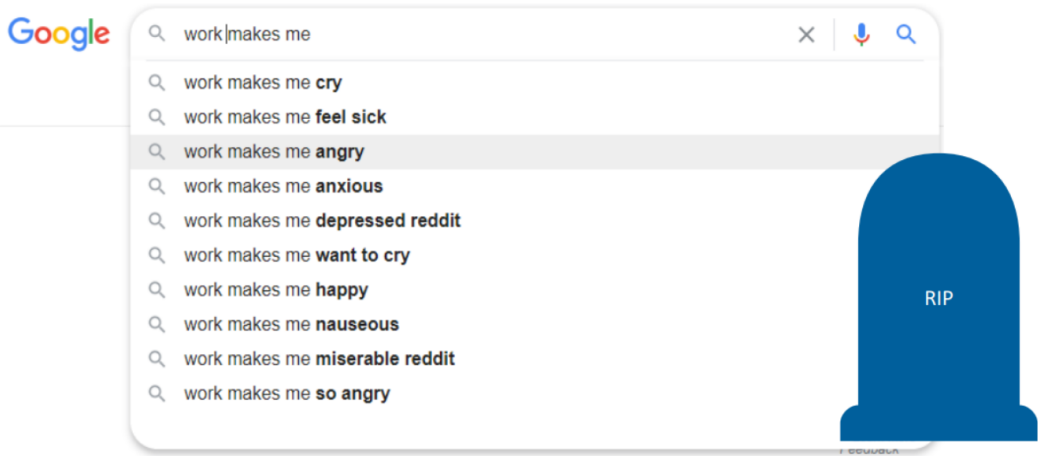 Google
work makes me
work makes me cry
work makes me feel sick
work makes me angry
work makes me anxious
work makes me depressed reddit
work makes me want to cry
work makes me happy
work makes me nauseous
work makes me miserable reddit
work makes me so angry
RIP
Feedback